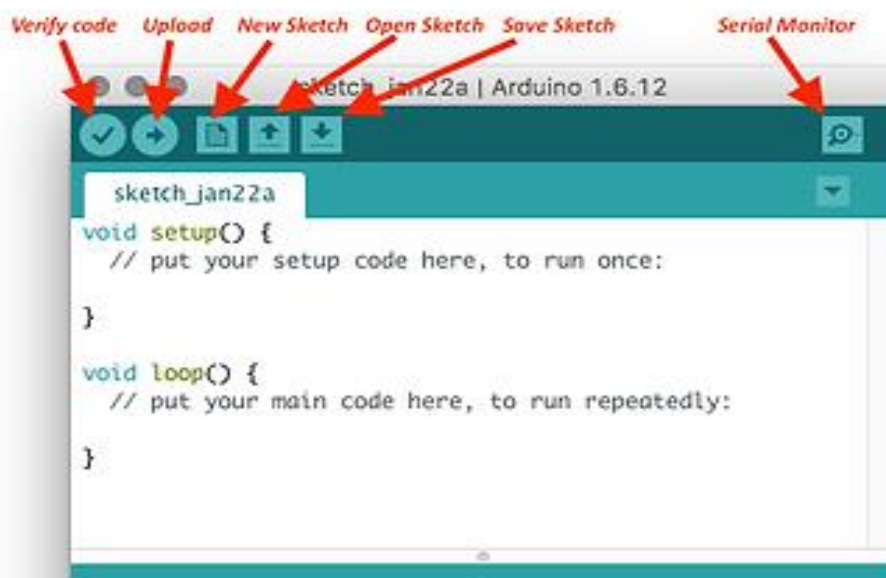 Verify code Upload New Sketch Open Sketch Save Sketch Serial Monitor
sketch_jan22a | Arduino 1.6.12
sketch_jan22a
void setup() {
// put your setup code here, to run once:
}
void loop() {
// put your main code here, to run repeatedly:
}